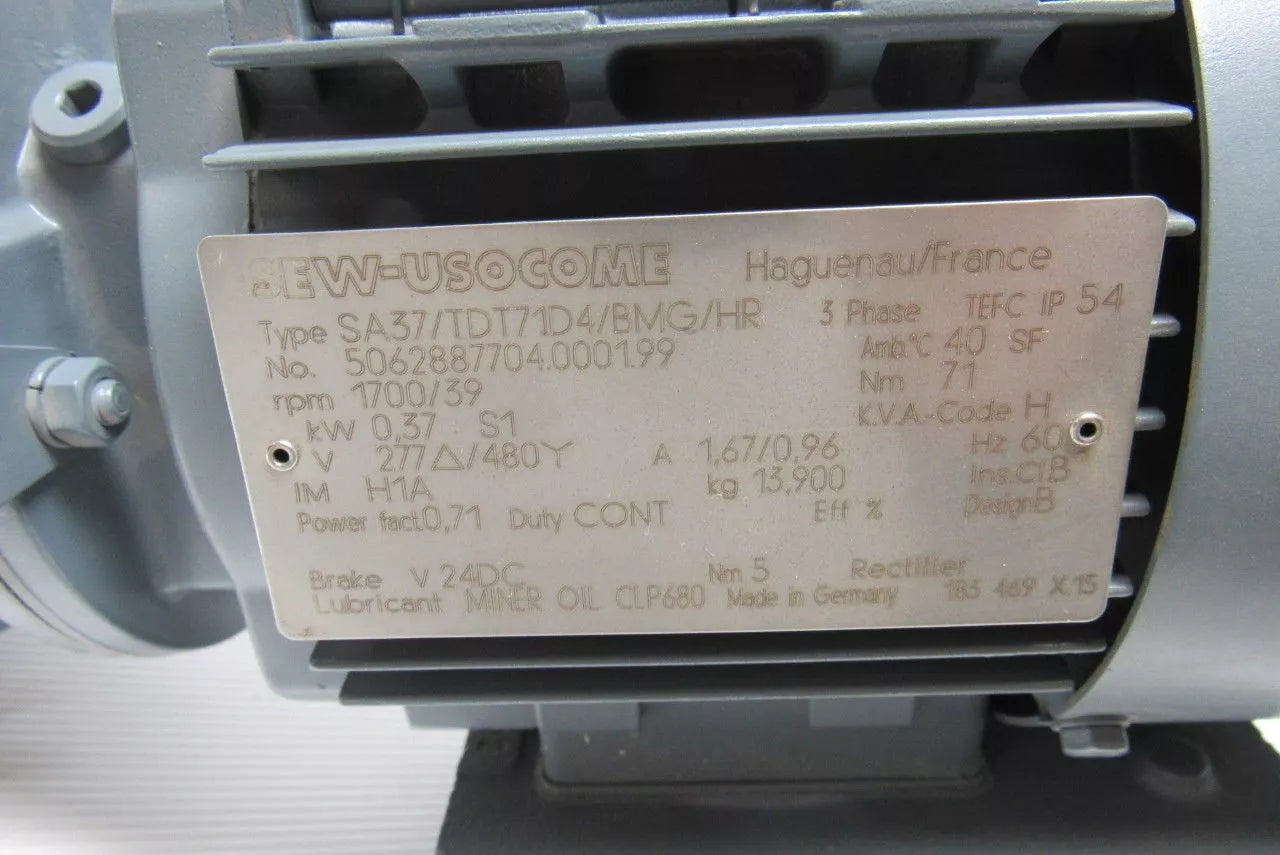 SEW-USOCOME Haguenau/France
Type SA37/TDT71D4/BMG/HR 3 Phase TEFC IP 54
No. 5062887704.0001.99 Amb.°C 40 SF
rpm 1700/39 Nm 71
kW 0,37 S1 K.V.A.-Code H
V 277△/480Y A 1,67/0,96 Hz 60
IM H1A kg 13,900 Ins.Cl.B
Power fact.0,71 Duty CONT Eff % Design B
Brake V 24DC Nm 5 Rectifier
Lubricant MINER OIL CLP680 Made in Germany 183 469 X15